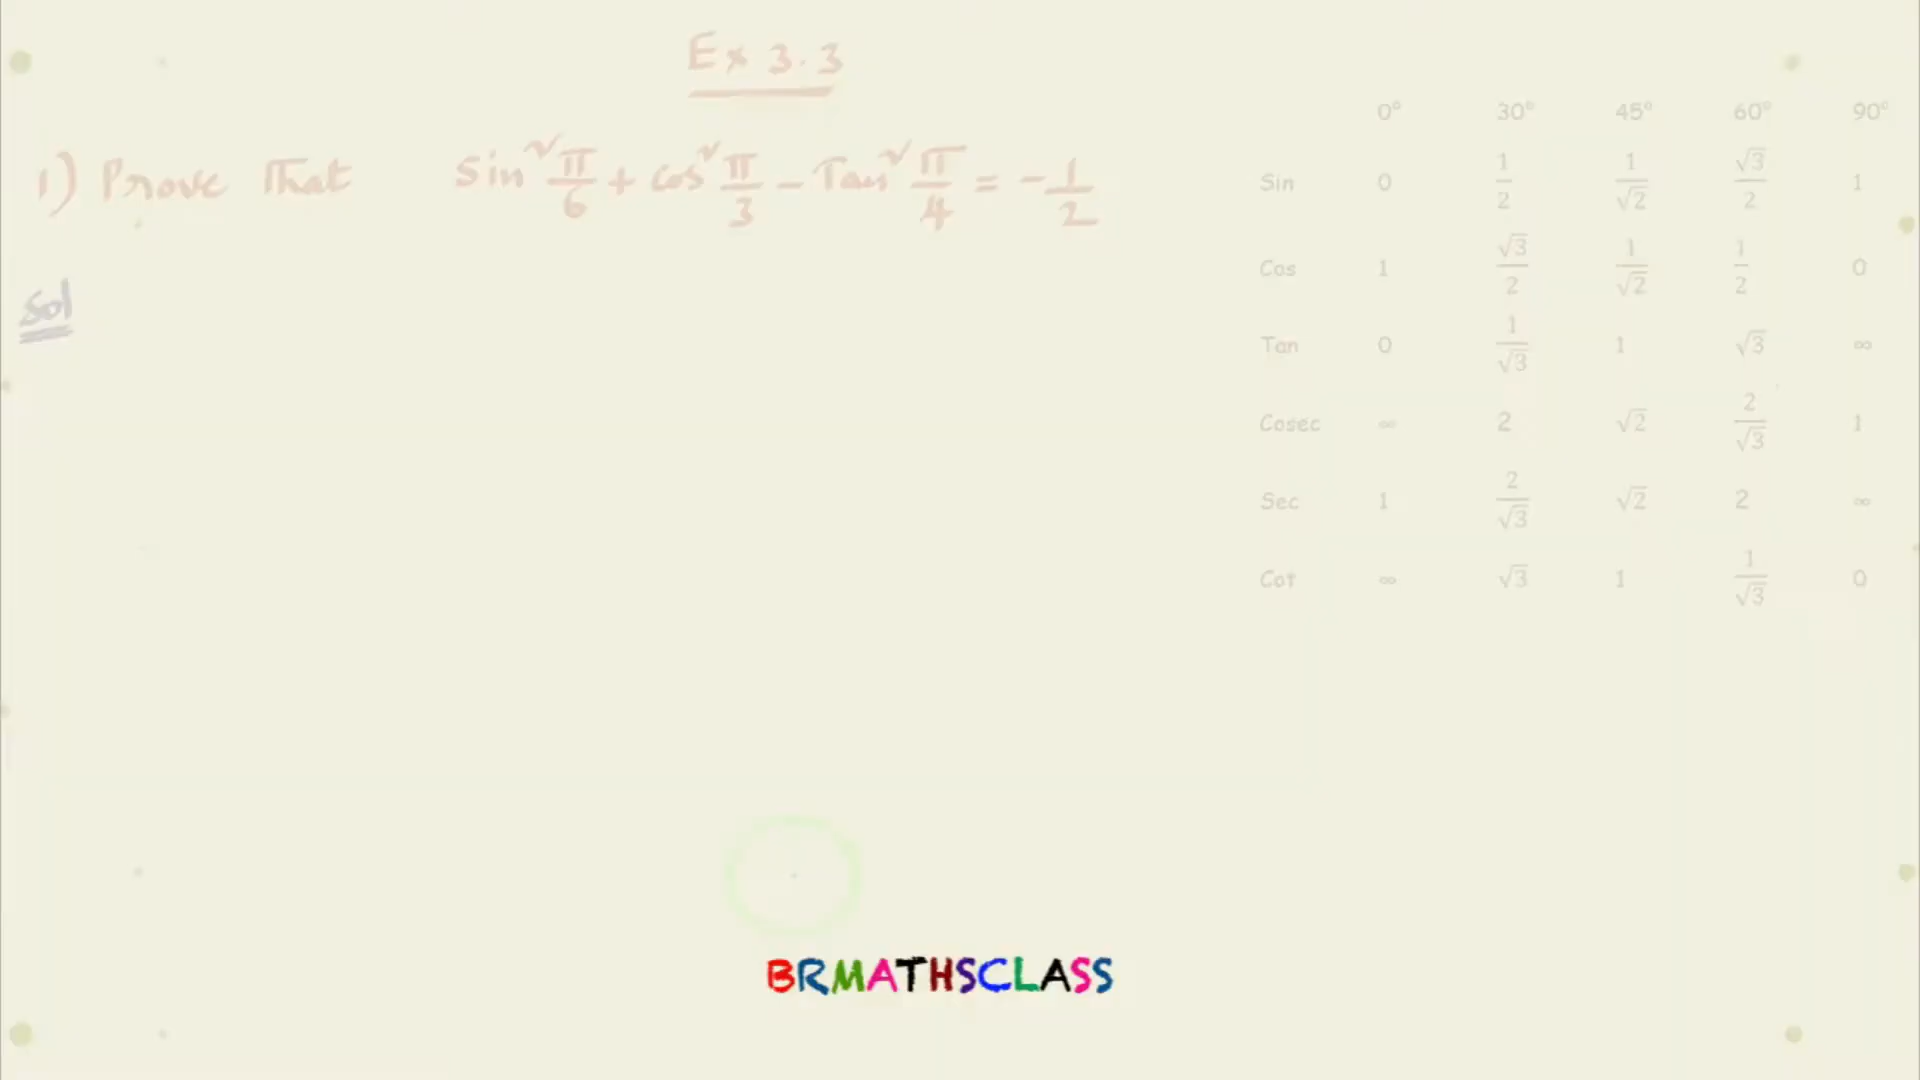 Ex 3.3
1) Prove that sin² π/6 + cos² π/3 - Tan² π/4 = - 1/2
Sol
0° 30° 45° 60° 90°
Sin 0 1/2 1/√2 √3/2 1
Cos 1 √3/2 1/√2 1/2 0
Tan 0 1/√3 1 √3 ∞
Cosec ∞ 2 √2 2/√3 1
Sec 1 2/√3 √2 2 ∞
Cot ∞ √3 1 1/√3 0
BRMATHSCLASS